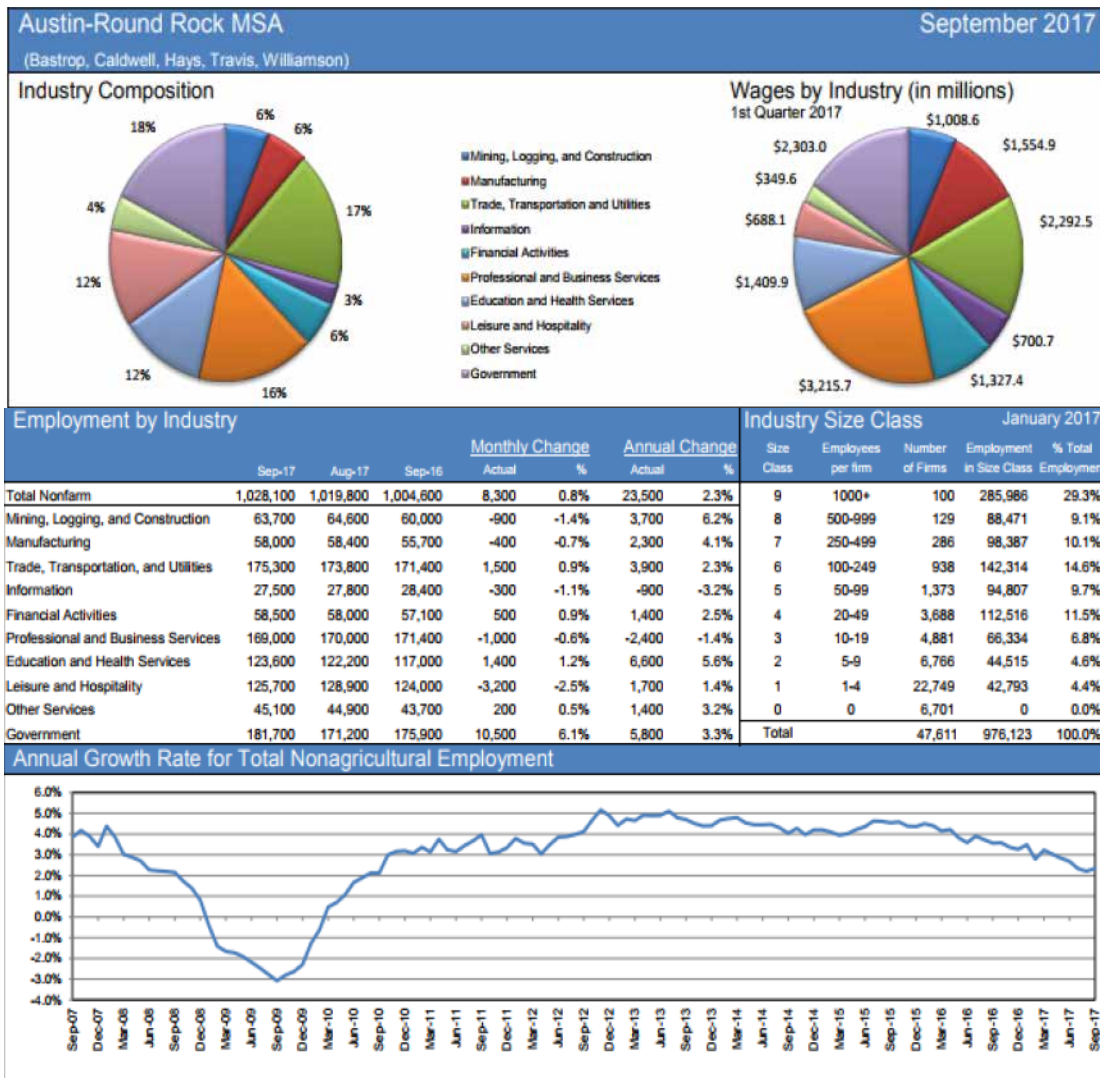 Austin-Round Rock MSA September 2017
(Bastrop, Caldwell, Hays, Travis, Williamson)
Industry Composition
6%
6%
17%
3%
6%
16%
12%
12%
4%
18%
Mining, Logging, and Construction
Manufacturing
Trade, Transportation and Utilities
Information
Financial Activities
Professional and Business Services
Education and Health Services
Leisure and Hospitality
Other Services
Government
Wages by Industry (in millions)
1st Quarter 2017
$1,008.6
$1,554.9
$2,292.5
$700.7
$1,327.4
$3,215.7
$1,409.9
$688.1
$349.6
$2,303.0
Employment by Industry
Monthly Change Annual Change
Sep-17 Aug-17 Sep-16 Actual % Actual %
Total Nonfarm 1,028,100 1,019,800 1,004,600 8,300 0.8% 23,500 2.3%
Mining, Logging, and Construction 63,700 64,600 60,000 -900 -1.4% 3,700 6.2%
Manufacturing 58,000 58,400 55,700 -400 -0.7% 2,300 4.1%
Trade, Transportation, and Utilities 175,300 173,800 171,400 1,500 0.9% 3,900 2.3%
Information 27,500 27,800 28,400 -300 -1.1% -900 -3.2%
Financial Activities 58,500 58,000 57,100 500 0.9% 1,400 2.5%
Professional and Business Services 169,000 170,000 171,400 -1,000 -0.6% -2,400 -1.4%
Education and Health Services 123,600 122,200 117,000 1,400 1.2% 6,600 5.6%
Leisure and Hospitality 125,700 128,900 124,000 -3,200 -2.5% 1,700 1.4%
Other Services 45,100 44,900 43,700 200 0.5% 1,400 3.2%
Government 181,700 171,200 175,900 10,500 6.1% 5,800 3.3%
Industry Size Class January 2017
Size Employees Number Employment % Total
Class per firm of Firms in Size Class Employmer
9 1000+ 100 285,986 29.3%
8 500-999 129 88,471 9.1%
7 250-499 286 98,387 10.1%
6 100-249 938 142,314 14.6%
5 50-99 1,373 94,807 9.7%
4 20-49 3,688 112,516 11.5%
3 10-19 4,881 66,334 6.8%
2 5-9 6,766 44,515 4.6%
1 1-4 22,749 42,793 4.4%
0 0 6,701 0 0.0%
Total 47,611 976,123 100.0%
Annual Growth Rate for Total Nonagricultural Employment
6.0%
5.0%
4.0%
3.0%
2.0%
1.0%
0.0%
-1.0%
-2.0%
-3.0%
-4.0%
Sep-07
Dec-07
Mar-08
Jun-08
Sep-08
Dec-08
Mar-09
Jun-09
Sep-09
Dec-09
Mar-10
Jun-10
Sep-10
Dec-10
Mar-11
Jun-11
Sep-11
Dec-11
Mar-12
Jun-12
Sep-12
Dec-12
Mar-13
Jun-13
Sep-13
Dec-13
Mar-14
Jun-14
Sep-14
Dec-14
Mar-15
Jun-15
Sep-15
Dec-15
Mar-16
Jun-16
Sep-16
Dec-16
Mar-17
Jun-17
Sep-17